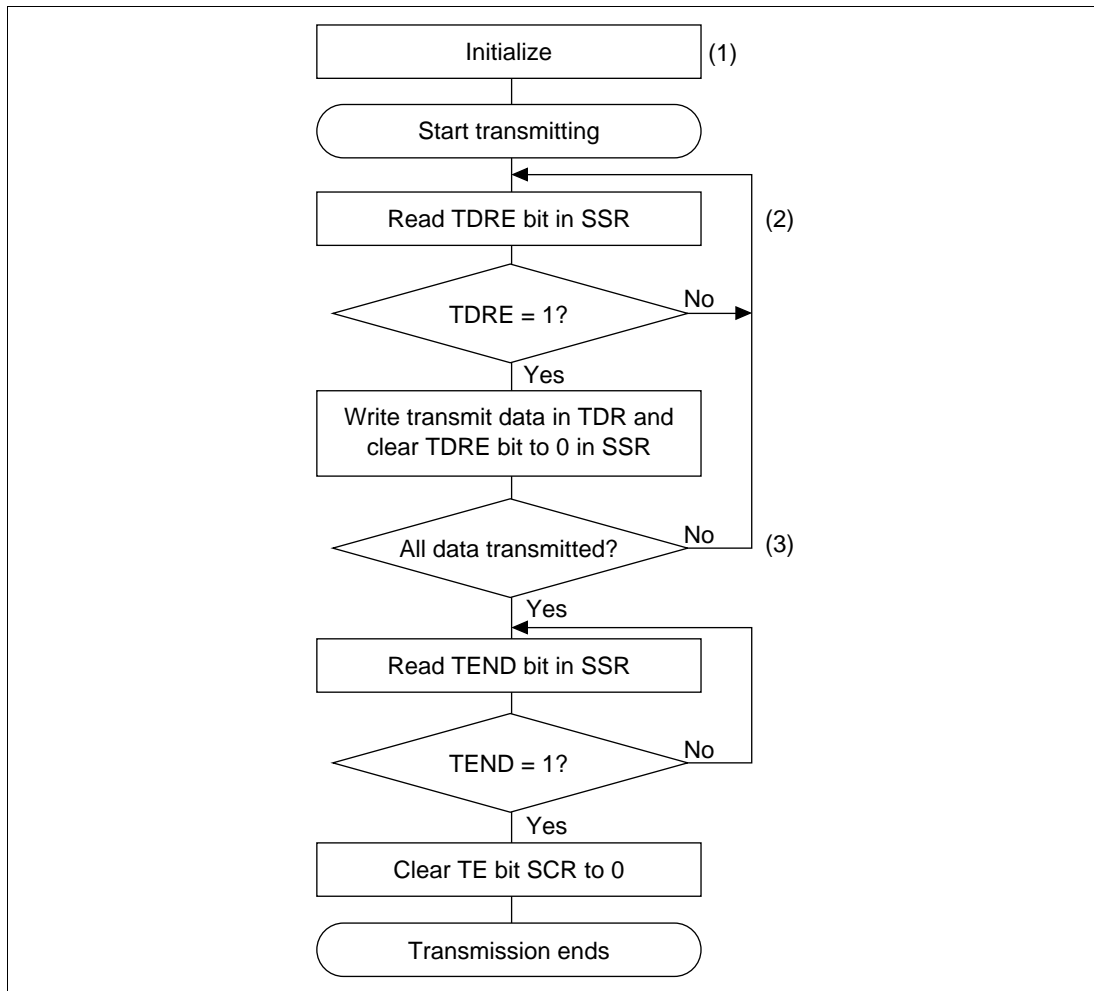 Initialize
(1)
Start transmitting
Read TDRE bit in SSR
(2)
TDRE = 1?
No
Yes
Write transmit data in TDR and
clear TDRE bit to 0 in SSR
All data transmitted?
No
(3)
Yes
Read TEND bit in SSR
TEND = 1?
No
Yes
Clear TE bit SCR to 0
Transmission ends